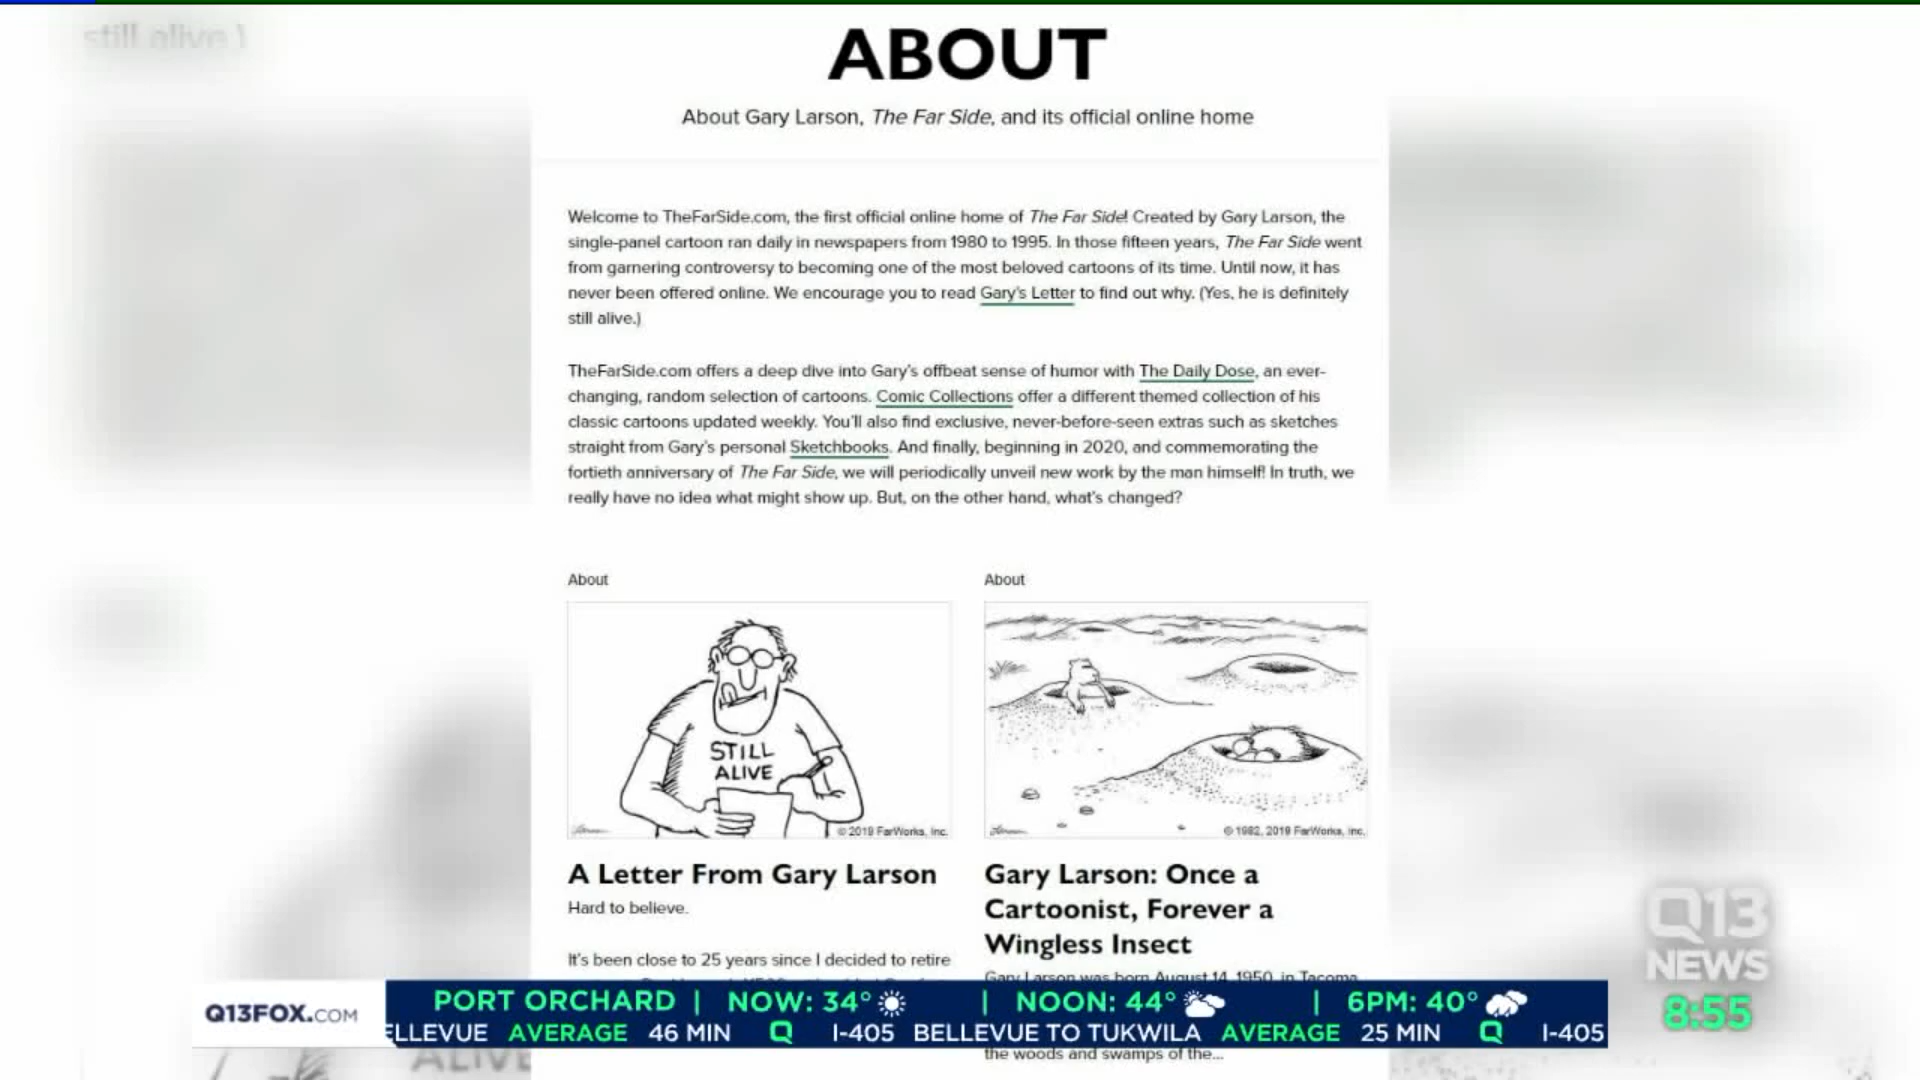 still alive.)
ABOUT
About Gary Larson, The Far Side, and its official online home
Welcome to TheFarSide.com, the first official online home of The Far Side! Created by Gary Larson, the
single-panel cartoon ran daily in newspapers from 1980 to 1995. In those fifteen years, The Far Side went
from garnering controversy to becoming one of the most beloved cartoons of its time. Until now, it has
never been offered online. We encourage you to read Gary's Letter to find out why. (Yes, he is definitely
still alive.)
TheFarSide.com offers a deep dive into Gary's offbeat sense of humor with The Daily Dose, an ever-
changing, random selection of cartoons. Comic Collections offer a different themed collection of his
classic cartoons updated weekly. You'll also find exclusive, never-before-seen extras such as sketches
straight from Gary's personal Sketchbooks. And finally, beginning in 2020, and commemorating the
fortieth anniversary of The Far Side, we will periodically unveil new work by the man himself! In truth, we
really have no idea what might show up. But, on the other hand, what's changed?
About
STILL
ALIVE
Larson
© 2019 FarWorks, Inc.
A Letter From Gary Larson
Hard to believe.
It's been close to 25 years since I decided to retire
About
Larson
© 1982, 2019 FarWorks, Inc.
Gary Larson: Once a
Cartoonist, Forever a
Wingless Insect
Gary Larson was born August 14, 1950, in Tacoma,
the woods and swamps of the...
ALIVE
Q13FOX.COM
PORT ORCHARD | NOW: 34° | NOON: 44° | 6PM: 40°
ELLEVUE AVERAGE 46 MIN Q I-405 BELLEVUE TO TUKWILA AVERAGE 25 MIN Q I-405
Q13
NEWS
8:55